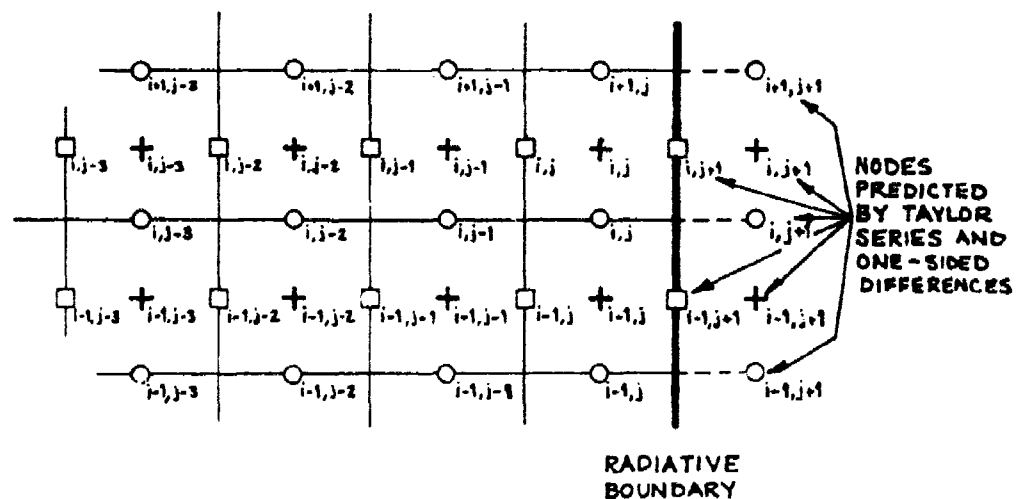 i+1,j-3 i+1,j-2 i+1,j-1 i+1,j i+1,j+1
i,j-3 i,j-3 i,j-2 i,j-2 i,j-1 i,j-1 i,j i,j i,j+1 i,j+1
NODES
PREDICTED
BY TAYLOR
SERIES AND
ONE-SIDED
DIFFERENCES
i,j-3 i,j-2 i,j-1 i,j i,j+1
i-1,j-3 i-1,j-3 i-1,j-2 i-1,j-2 i-1,j+1 i-1,j-1 i-1,j i-1,j i-1,j+1 i-1,j+1
i-1,j-3 i-1,j-2 i-1,j-1 i-1,j i-1,j+1
RADIATIVE
BOUNDARY